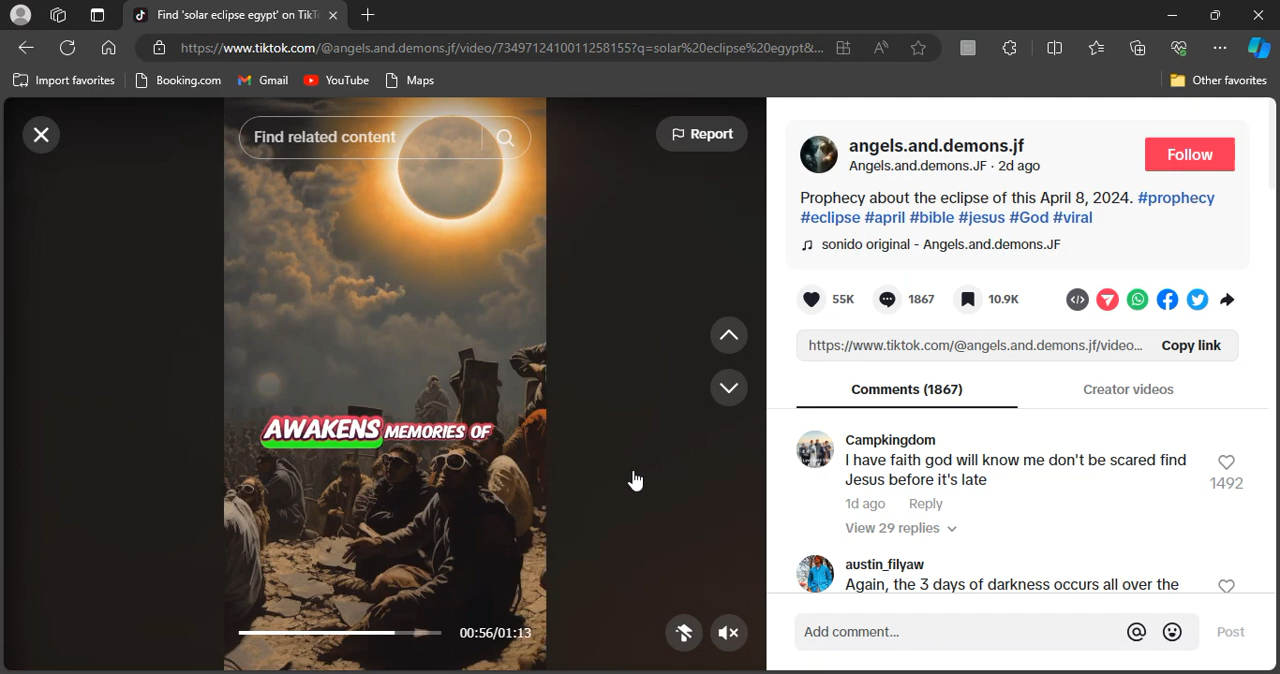 Find 'solar eclipse egypt' on TikTo
https://www.tiktok.com/@angels.and.demons.jf/video/7349712410011258155?q=solar%20eclipse%20egypt&...
Import favorites
Booking.com
Gmail
YouTube
Maps
Other favorites
Find related content
Report
AWAKENS MEMORIES OF
00:56/01:13
angels.and.demons.jf
Angels.and.demons.JF · 2d ago
Follow
Prophecy about the eclipse of this April 8, 2024. #prophecy
#eclipse #april #bible #jesus #God #viral
sonido original - Angels.and.demons.JF
55K
1867
10.9K
https://www.tiktok.com/@angels.and.demons.jf/video...
Copy link
Comments (1867)
Creator videos
Campkingdom
I have faith god will know me don't be scared find
Jesus before it's late
1492
1d ago Reply
View 29 replies
austin_filyaw
Again, the 3 days of darkness occurs all over the
Add comment...
Post